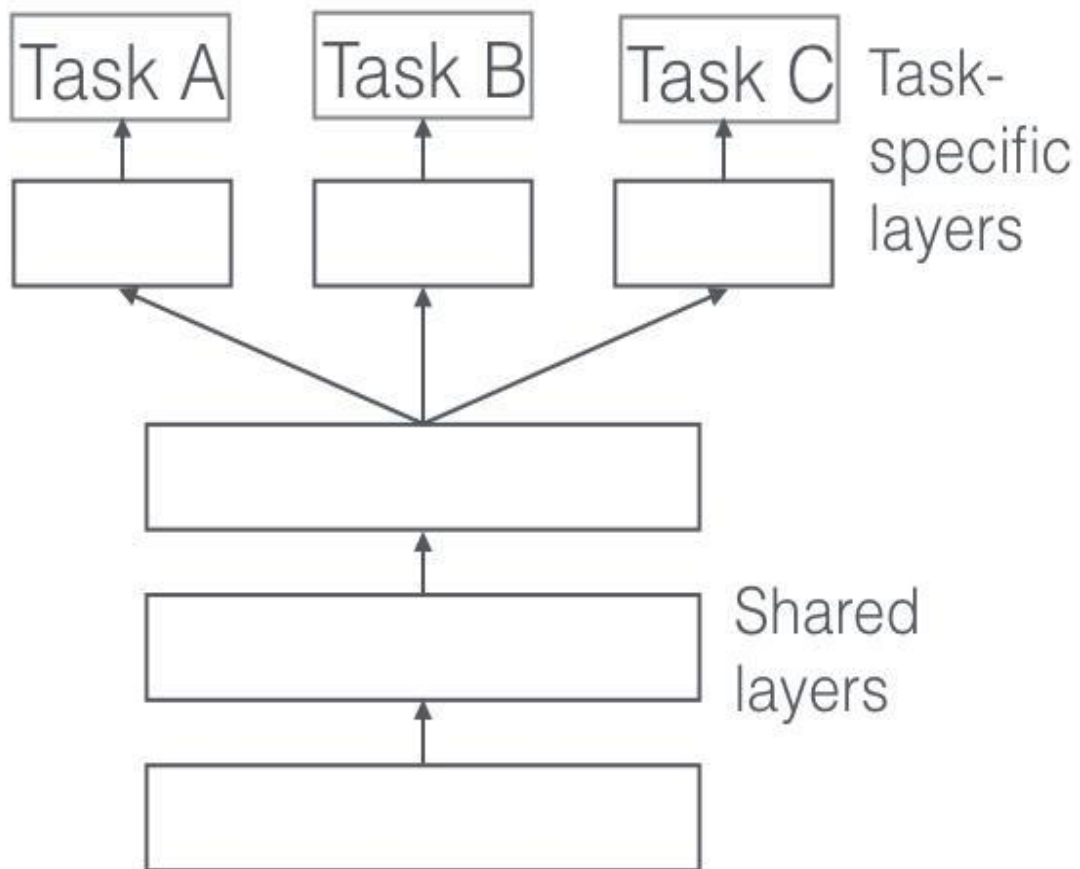 Task A
Task B
Task C
Task-
specific
layers
Shared
layers